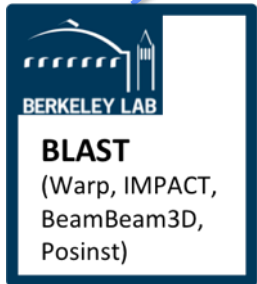 BERKELEY LAB
BLAST
(Warp, IMPACT,
BeamBeam3D,
Posinst)